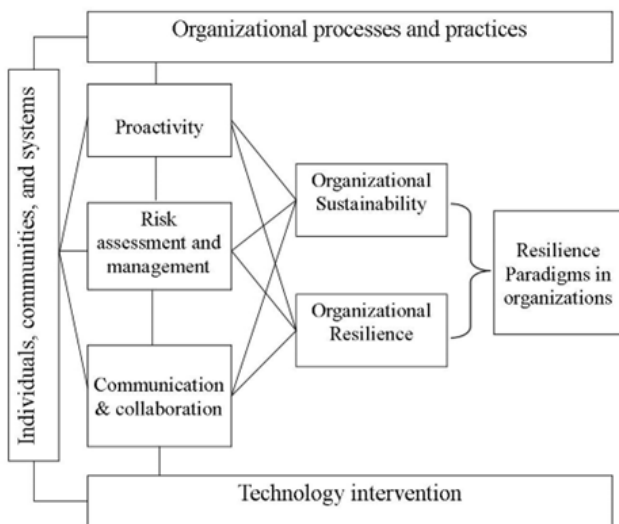 Organizational processes and practices
Individuals, communities, and systems
Proactivity
Risk
assessment and
management
Communication
& collaboration
Organizational
Sustainability
Organizational
Resilience
Resilience
Paradigms in
organizations
Technology intervention